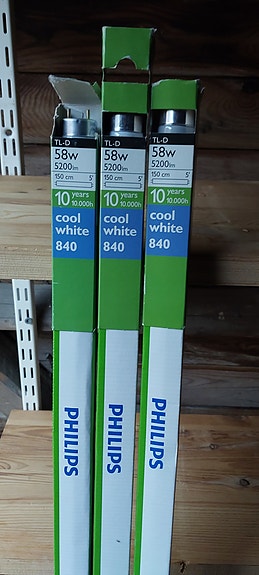 TL-D
58w
5200lm
150 cm 5'
10 years
10.000h
cool
white
840
PHILIPS
TL-D
58w
5200lm
150 cm 5'
10 years
10.000h
cool
white
840
PHILIPS
TL-D
58w
5200lm
150 cm 5'
10 years
10.000h
cool
white
840
PHILIPS